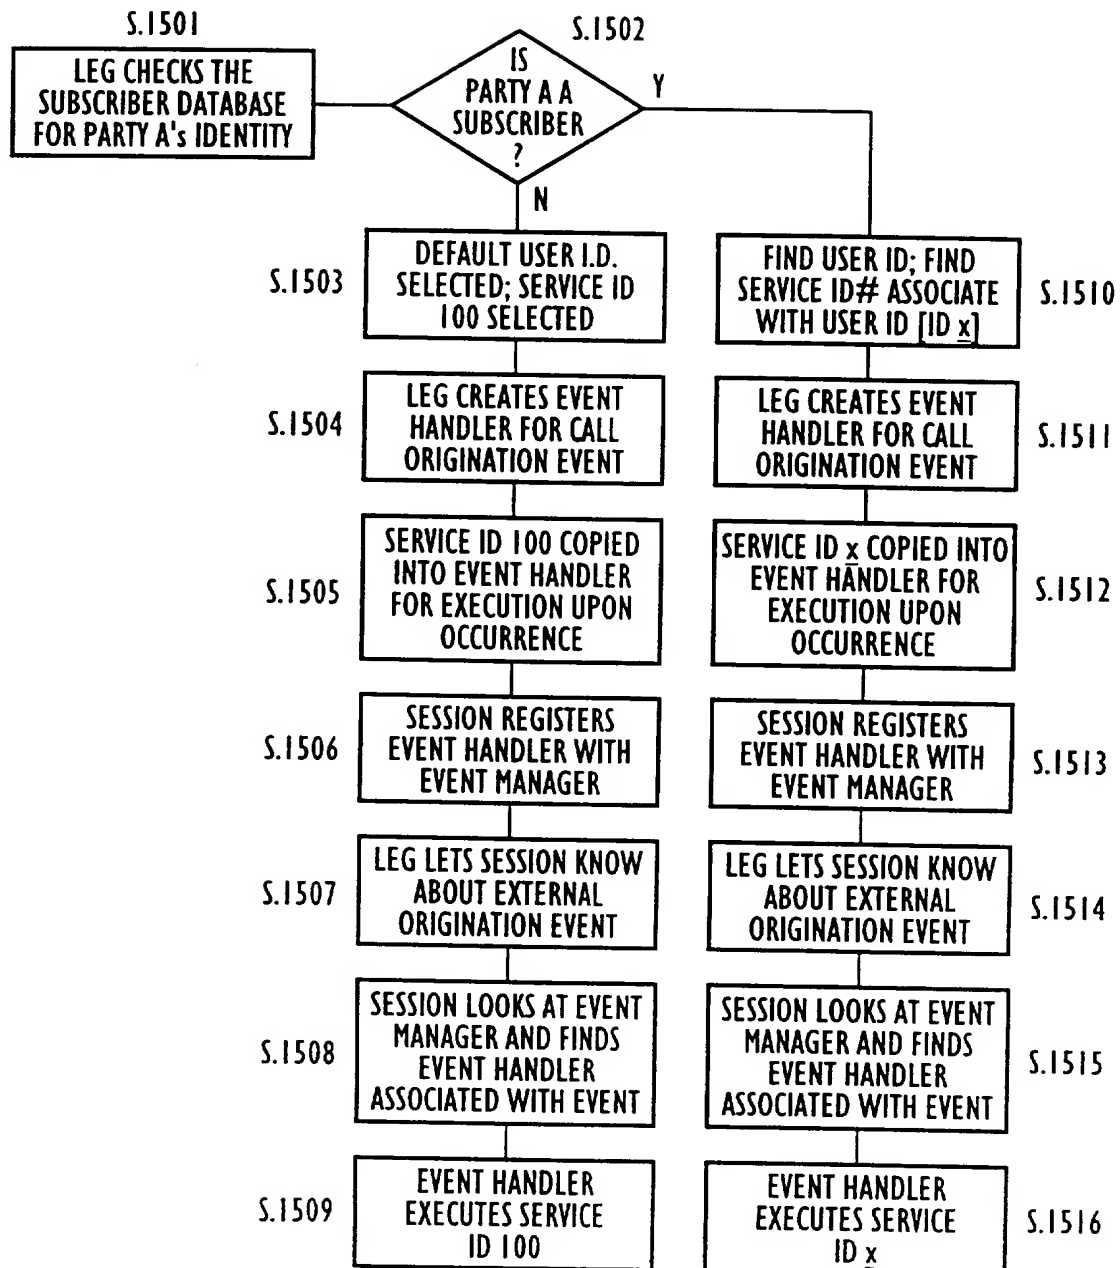 S.1501
LEG CHECKS THE
SUBSCRIBER DATABASE
FOR PARTY A's IDENTITY
S.1502
IS
PARTY A A
SUBSCRIBER
?
Y
N
S.1503
DEFAULT USER I.D.
SELECTED; SERVICE ID
100 SELECTED
S.1504
LEG CREATES EVENT
HANDLER FOR CALL
ORIGINATION EVENT
S.1505
SERVICE ID 100 COPIED
INTO EVENT HANDLER
FOR EXECUTION UPON
OCCURRENCE
S.1506
SESSION REGISTERS
EVENT HANDLER WITH
EVENT MANAGER
S.1507
LEG LETS SESSION KNOW
ABOUT EXTERNAL
ORIGINATION EVENT
S.1508
SESSION LOOKS AT EVENT
MANAGER AND FINDS
EVENT HANDLER
ASSOCIATED WITH EVENT
S.1509
EVENT HANDLER
EXECUTES SERVICE
ID 100
FIND USER ID; FIND
SERVICE ID# ASSOCIATE
WITH USER ID [ID x]
S.1510
LEG CREATES EVENT
HANDLER FOR CALL
ORIGINATION EVENT
S.1511
SERVICE ID x COPIED INTO
EVENT HANDLER FOR
EXECUTION UPON
OCCURRENCE
S.1512
SESSION REGISTERS
EVENT HANDLER WITH
EVENT MANAGER
S.1513
LEG LETS SESSION KNOW
ABOUT EXTERNAL
ORIGINATION EVENT
S.1514
SESSION LOOKS AT EVENT
MANAGER AND FINDS
EVENT HANDLER
ASSOCIATED WITH EVENT
S.1515
EVENT HANDLER
EXECUTES SERVICE
ID x
S.1516